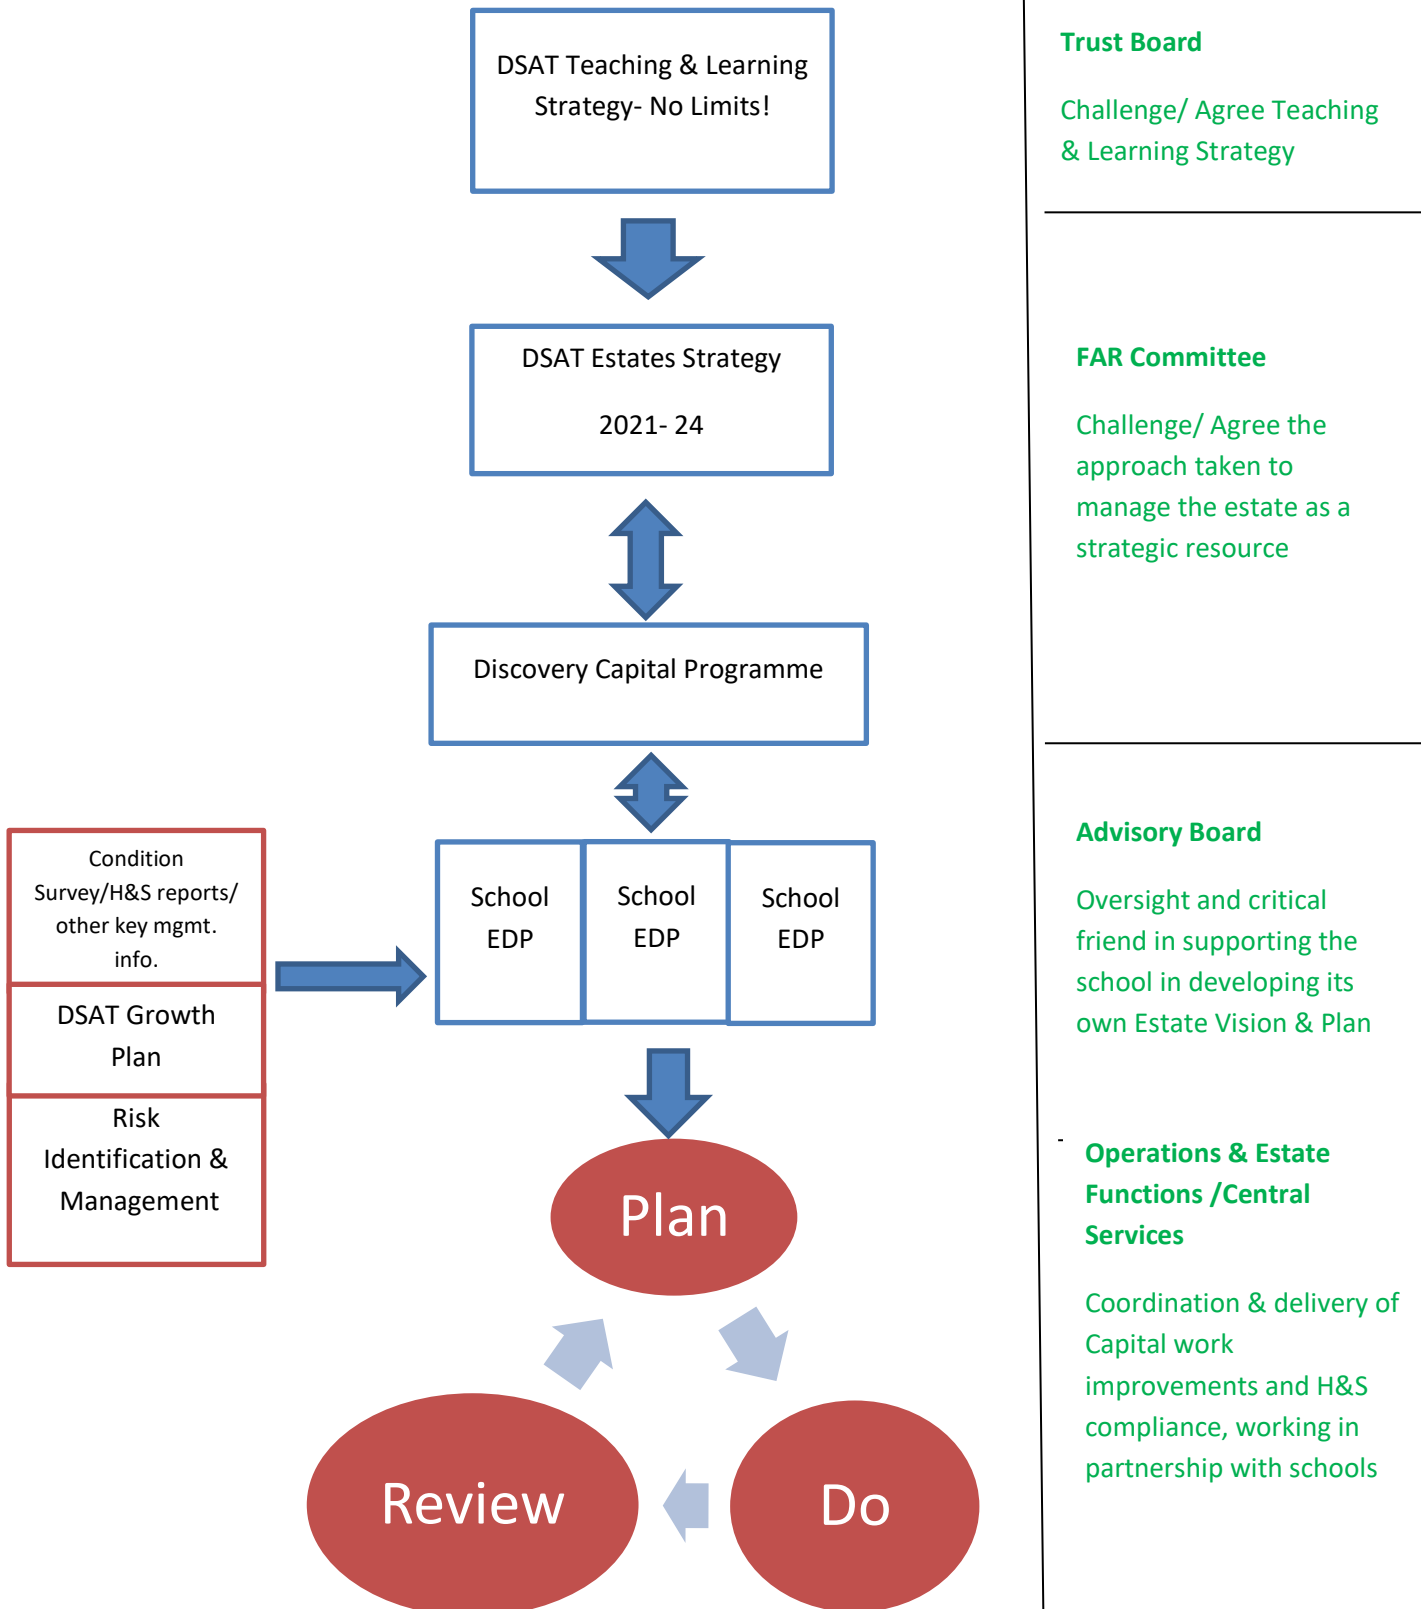 DSAT Teaching & Learning
Strategy- No Limits!
DSAT Estates Strategy
2021- 24
Discovery Capital Programme
School
EDP
School
EDP
School
EDP
Condition
Survey/H&S reports/
other key mgmt.
info.
DSAT Growth
Plan
Risk
Identification &
Management
Plan
Do
Review
Trust Board
Challenge/ Agree Teaching
& Learning Strategy
FAR Committee
Challenge/ Agree the
approach taken to
manage the estate as a
strategic resource
Advisory Board
Oversight and critical
friend in supporting the
school in developing its
own Estate Vision & Plan
Operations & Estate
Functions /Central
Services
Coordination & delivery of
Capital work
improvements and H&S
compliance, working in
partnership with schools